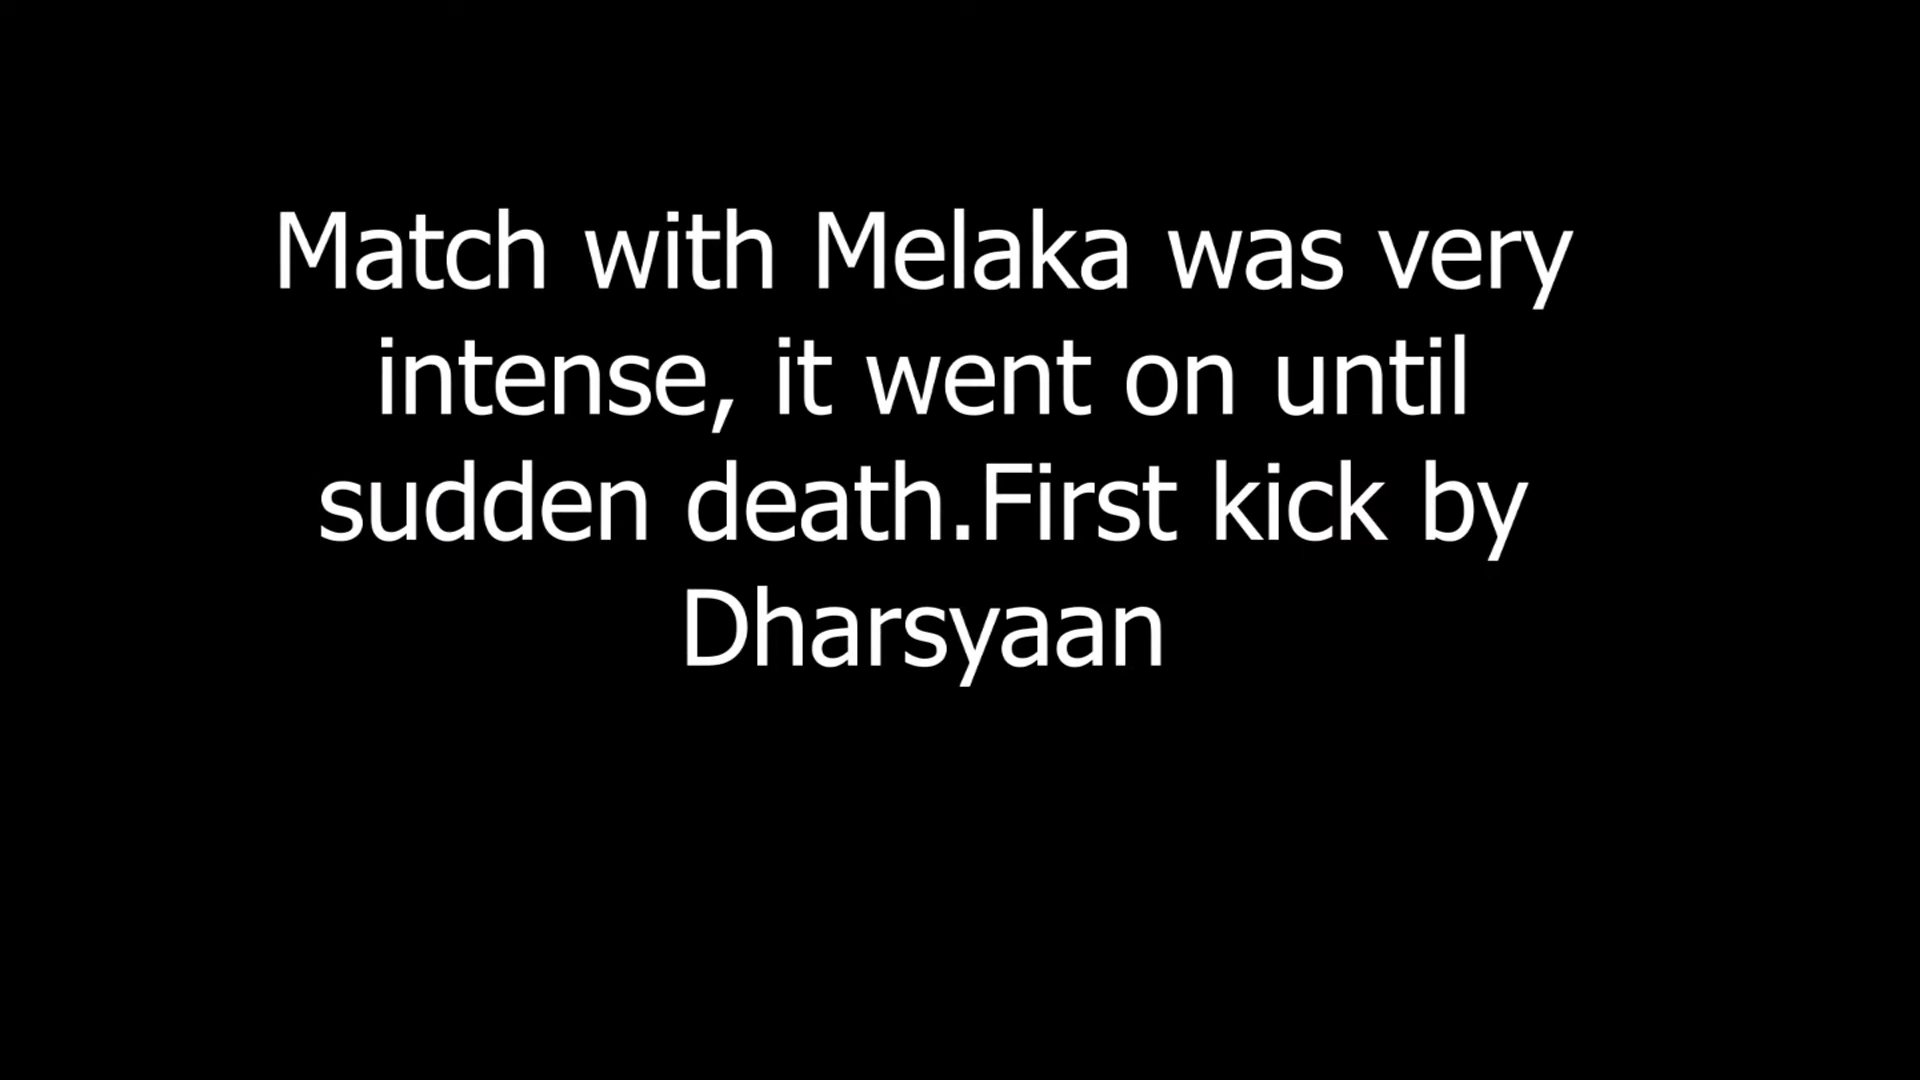 Match with Melaka was very
intense, it went on until
sudden death.First kick by
Dharsyaan